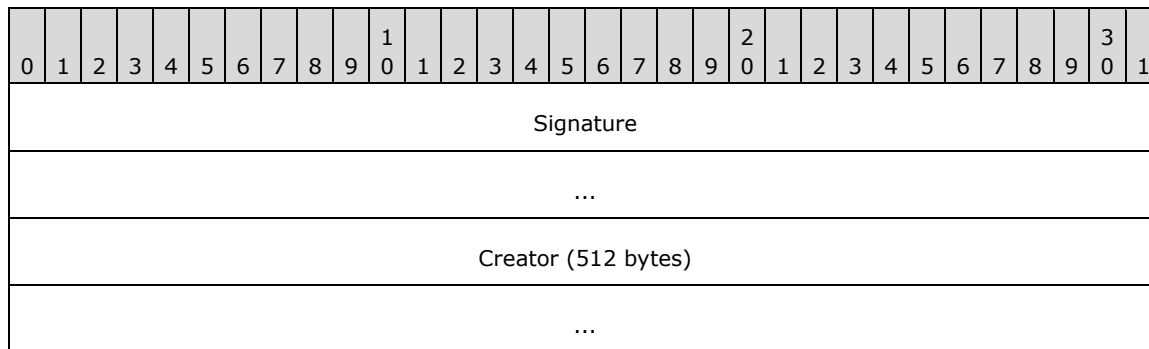 1 2 3
0 1 2 3 4 5 6 7 8 9 0 1 2 3 4 5 6 7 8 9 0 1 2 3 4 5 6 7 8 9 0 1
Signature
...
Creator (512 bytes)
...